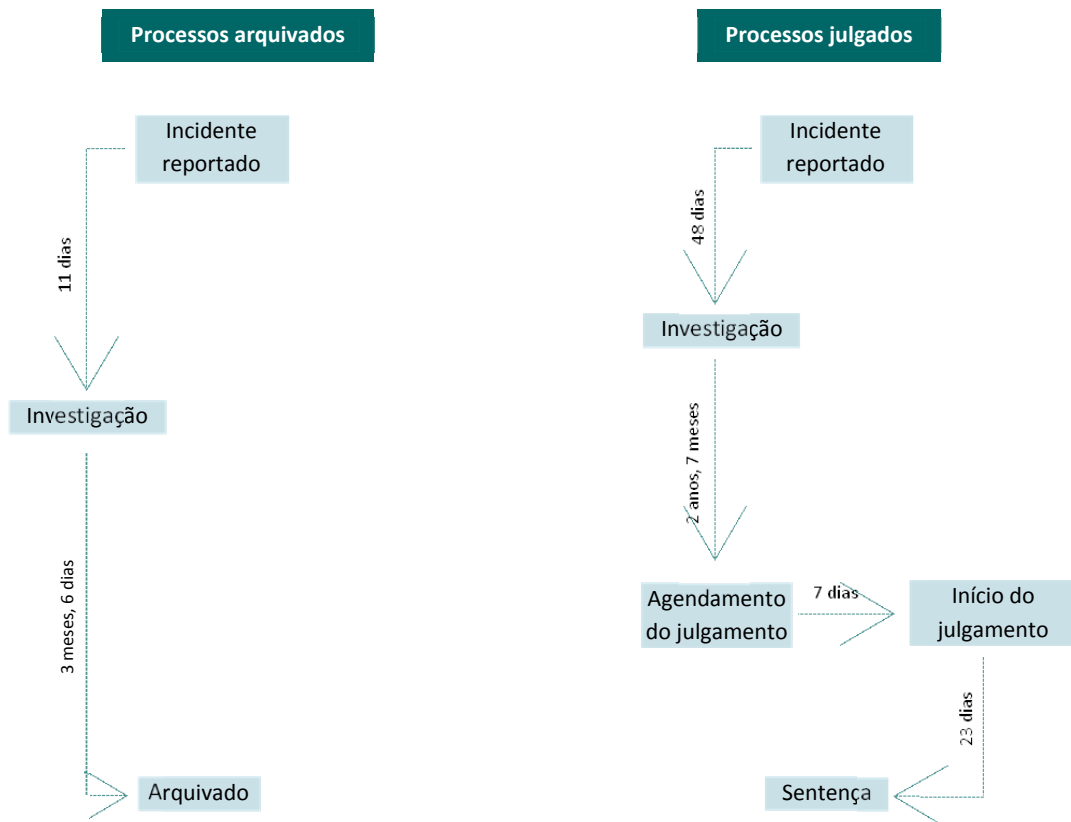 Processos arquivados
Incidente
reportado
11 dias
Investigação
3 meses, 6 dias
Arquivado
Processos julgados
Incidente
reportado
48 dias
Investigação
2 anos, 7 meses
Agendamento
do julgamento
7 dias
Início do
julgamento
23 dias
Sentença